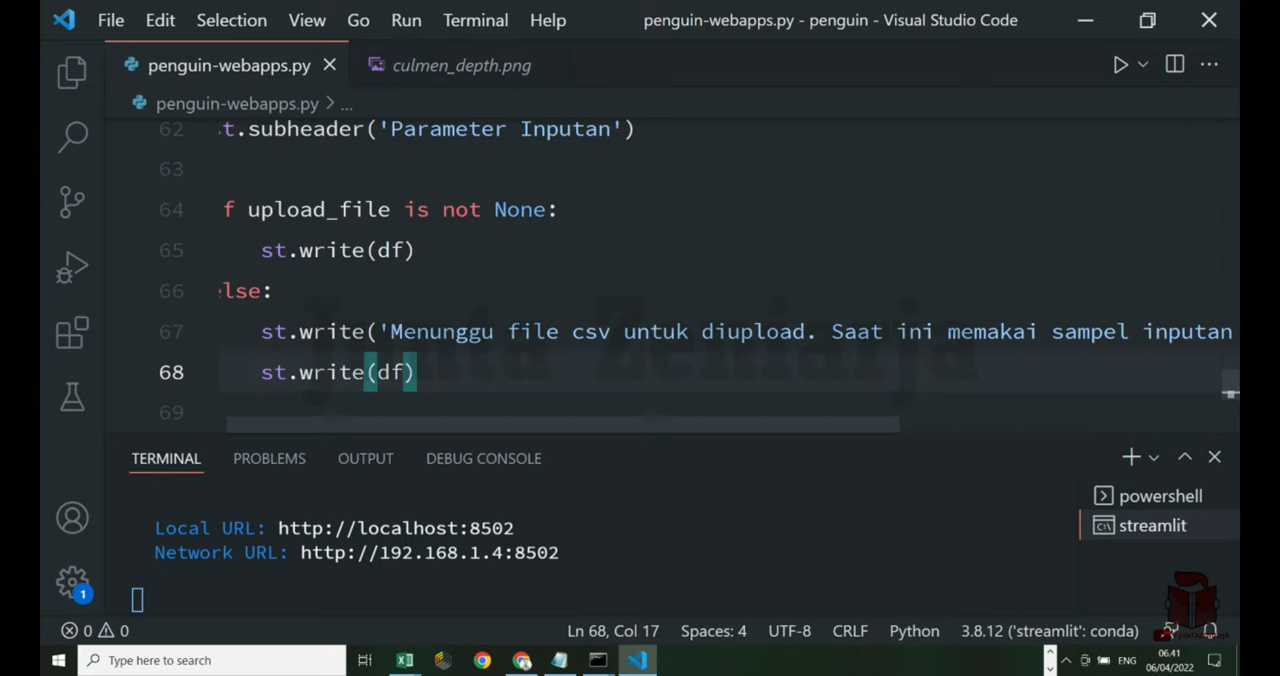 File Edit Selection View Go Run Terminal Help penguin-webapps.py - penguin - Visual Studio Code
penguin-webapps.py culmen_depth.png
penguin-webapps.py > ...
62 t.subheader('Parameter Inputan')
63
64 f upload_file is not None:
65 st.write(df)
66 lse:
67 st.write('Menunggu file csv untuk diupload. Saat ini memakai sampel inputan
68 st.write(df)
69
Junta Zeniarja
TERMINAL PROBLEMS OUTPUT DEBUG CONSOLE
powershell
Local URL: http://localhost:8502
streamlit
Network URL: http://192.168.1.4:8502
1
0 0 Ln 68, Col 17 Spaces: 4 UTF-8 CRLF Python 3.8.12 ('streamlit': conda)
Type here to search ENG 06.41
06/04/2022